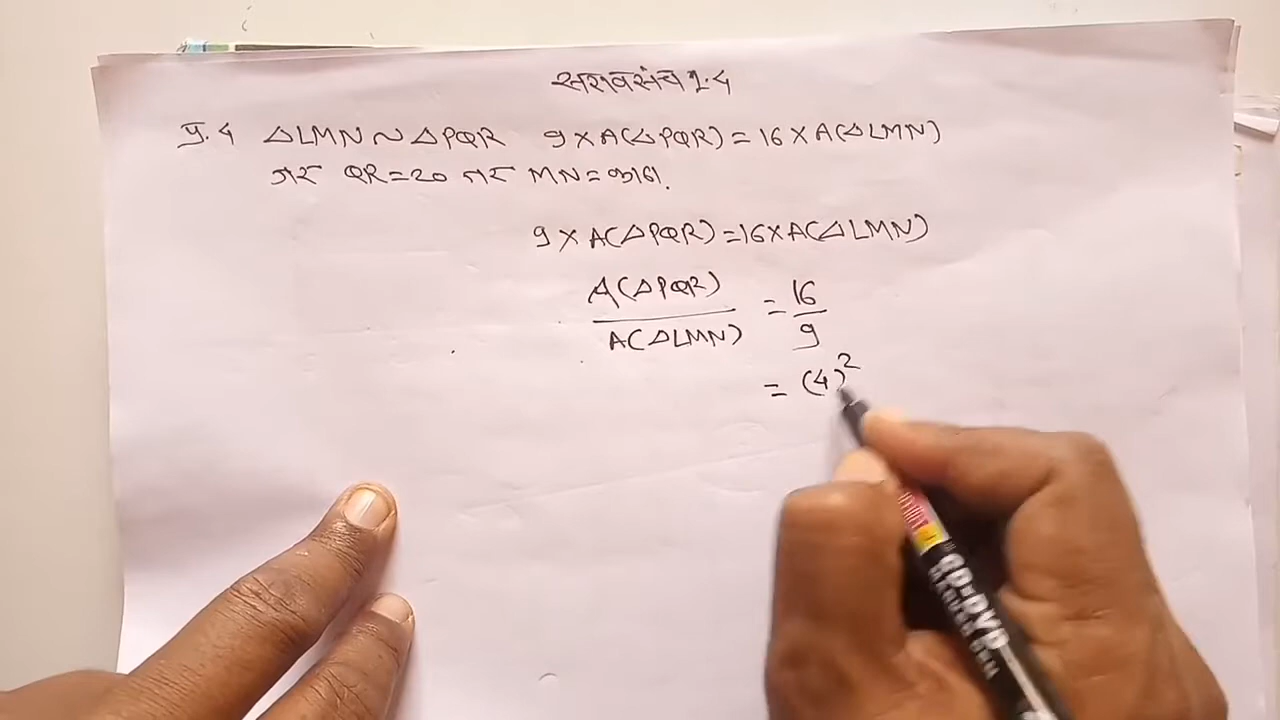 सरावसंच 1.4
प्र.4 △LMN ~ △PQR 9 × A(△PQR) = 16 × A(△LMN)
जर QR = 20 तर MN = काढा.
9 × A(△PQR) = 16 × A(△LMN)
A(△PQR) / A(△LMN) = 16 / 9
= (4)²